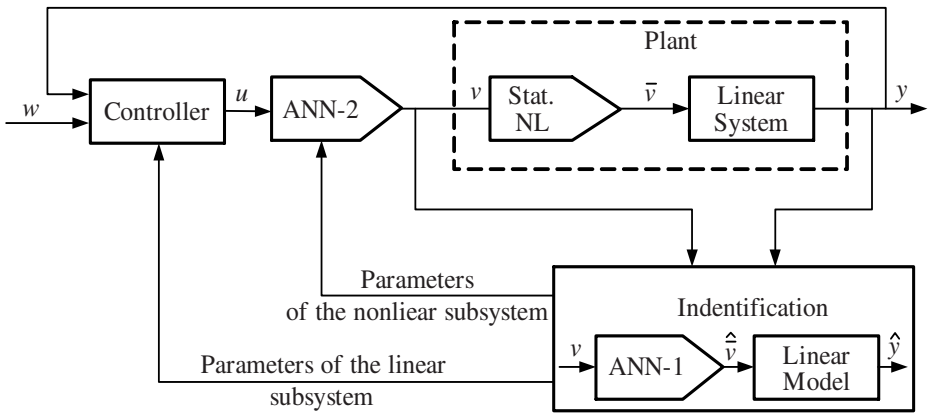 Plant
w
Controller
u
ANN-2
v
Stat.
NL
v̄
Linear
System
y
Parameters
of the nonliear subsystem
Parameters of the linear
subsystem
Indentification
v
ANN-1
v̄̂
Linear
Model
ŷ